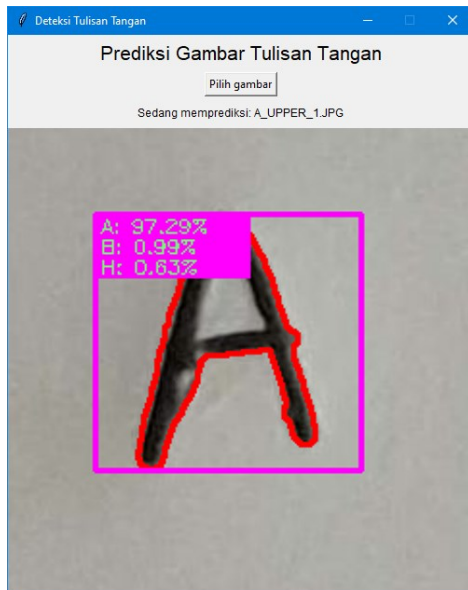 Deteksi Tulisan Tangan
Prediksi Gambar Tulisan Tangan
Pilih gambar
Sedang memprediksi: A_UPPER_1.JPG
A: 97.29%
B: 0.99%
H: 0.63%
A